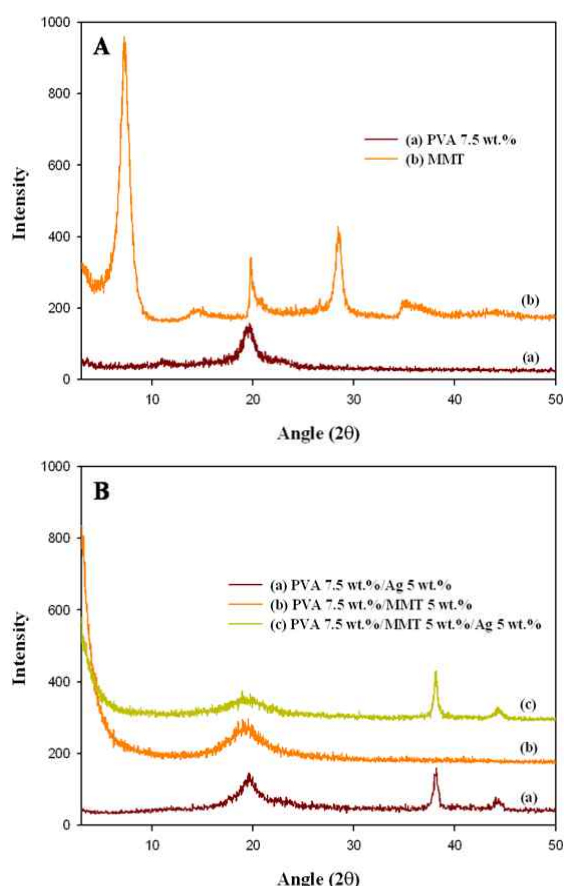 1000
A
800
(a) PVA 7.5 wt.%
(b) MMT
600
Intensity
400
200
(b)
(a)
0
10 20 30 40 50
Angle (2θ)
1000
B
800
(a) PVA 7.5 wt.%/Ag 5 wt.%
(b) PVA 7.5 wt.%/MMT 5 wt.%
(c) PVA 7.5 wt.%/MMT 5 wt.%/Ag 5 wt.%
600
Intensity
400
(c)
200
(b)
(a)
0
10 20 30 40 50
Angle (2θ)